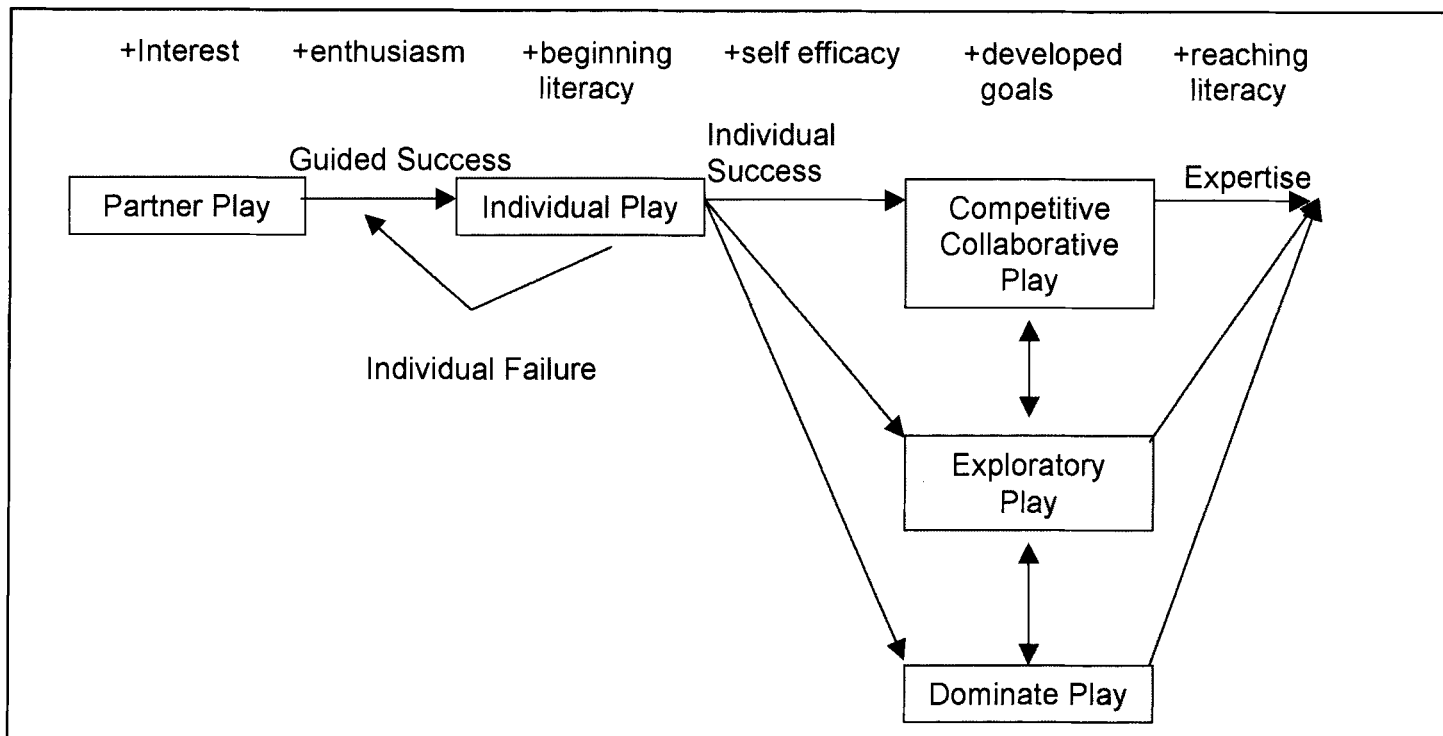 +Interest +enthusiasm +beginning literacy +self efficacy +developed goals +reaching literacy
Individual
Success
Guided Success
Expertise
Partner Play
Individual Play
Competitive
Collaborative
Play
Individual Failure
Exploratory
Play
Dominate Play